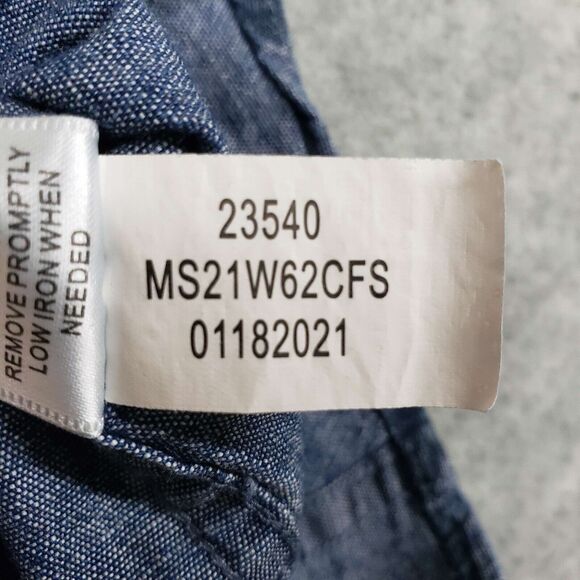 REMOVE PROMPTLY
LOW IRON WHEN
NEEDED
23540
MS21W62CFS
01182021